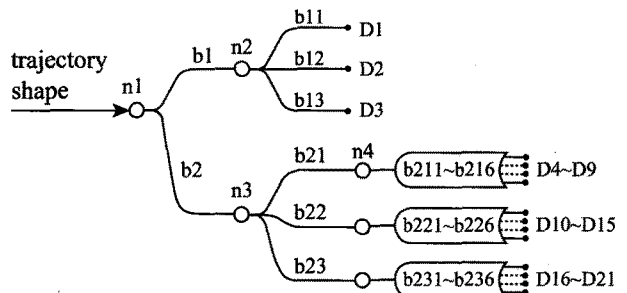 trajectory
shape
n1
b1
n2
b11
D1
b12
D2
b13
D3
b2
n3
b21
n4
b211~b216
D4~D9
b22
b221~b226
D10~D15
b23
b231~b236
D16~D21